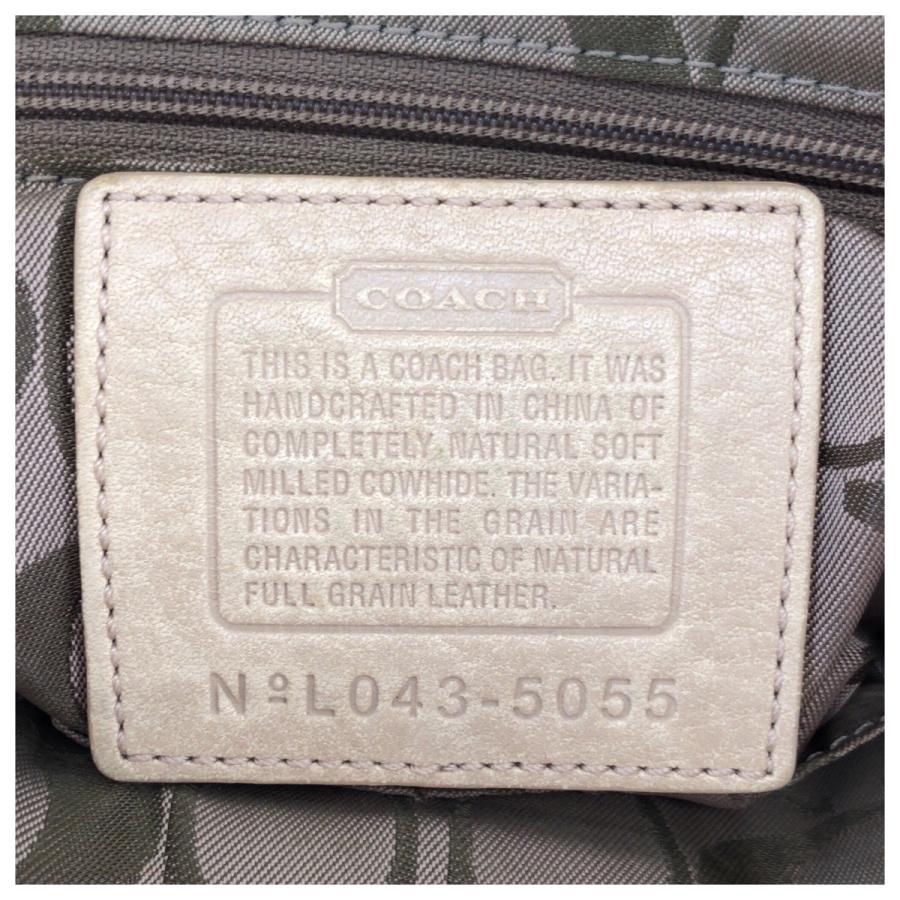 COACH
THIS IS A COACH BAG. IT WAS
HANDCRAFTED IN CHINA OF
COMPLETELY NATURAL SOFT
MILLED COWHIDE. THE VARIA-
TIONS IN THE GRAIN ARE
CHARACTERISTIC OF NATURAL
FULL GRAIN LEATHER.
Nº L043-5055